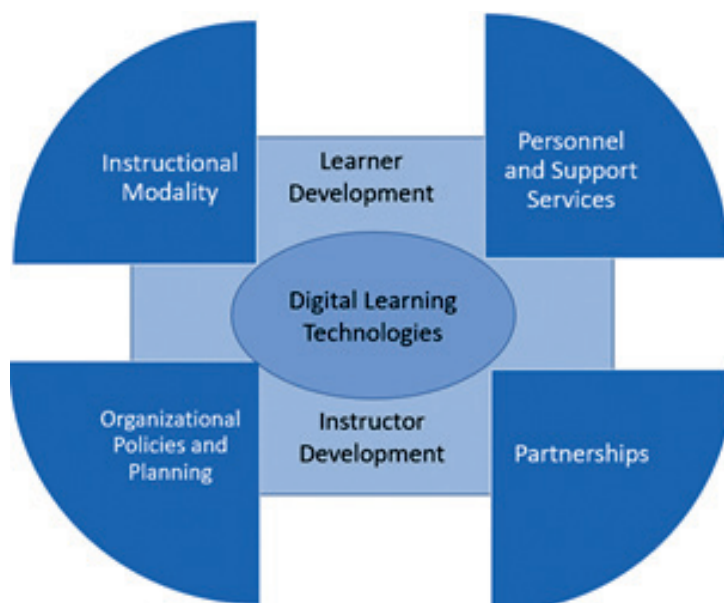 Instructional
Modality
Learner
Development
Personnel
and Support
Services
Digital Learning
Technologies
Organizational
Policies and
Planning
Instructor
Development
Partnerships